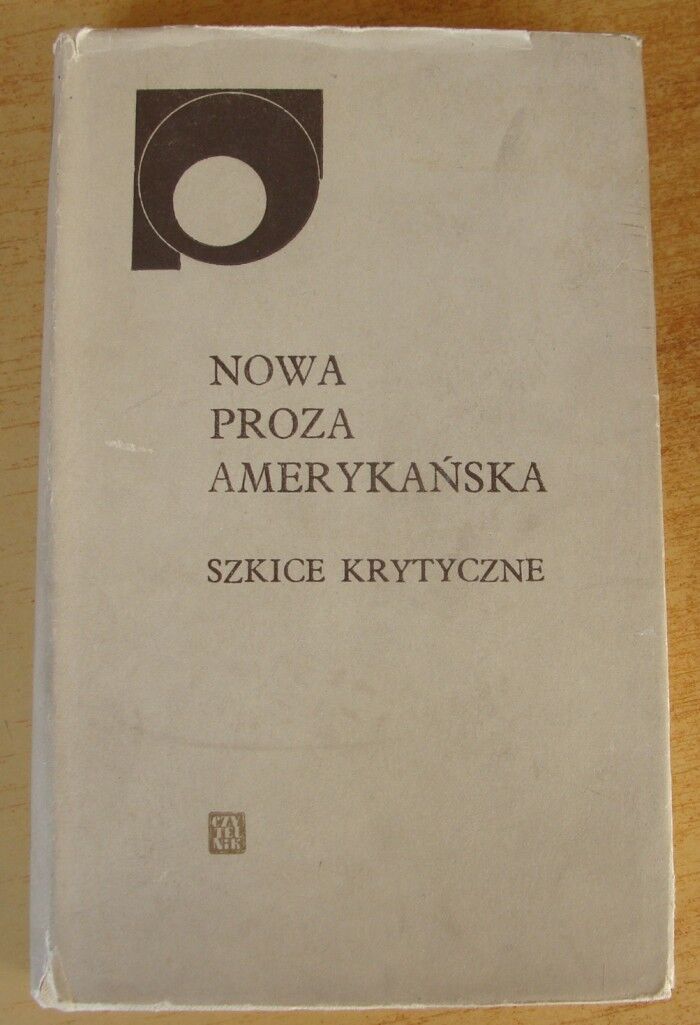 NOWA
PROZA
AMERYKAŃSKA
SZKICE KRYTYCZNE
CZY
TEL
NiK